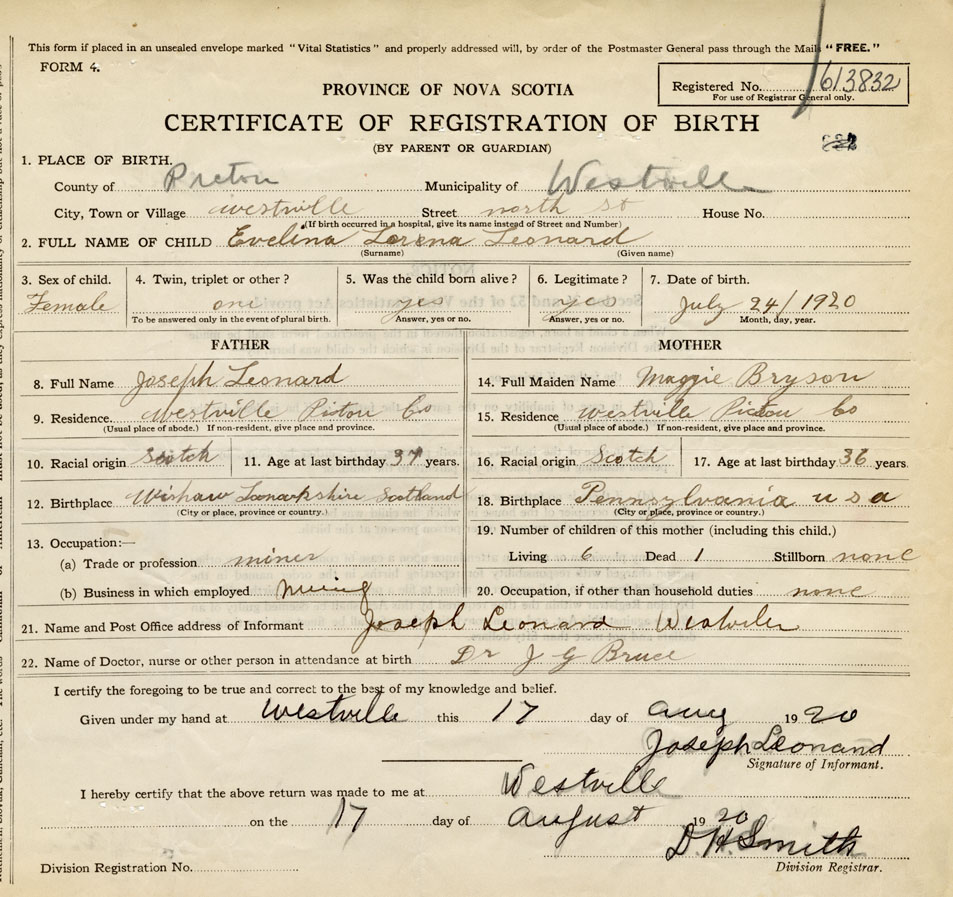 This form if placed in an unsealed envelope marked "Vital Statistics" and properly addressed will, by order of the Postmaster General pass through the Mails "FREE."
FORM 4.
Registered No. 613832
For use of Registrar General only.
PROVINCE OF NOVA SCOTIA
CERTIFICATE OF REGISTRATION OF BIRTH
(BY PARENT OR GUARDIAN)
1. PLACE OF BIRTH.
County of Picton Municipality of Westville
City, Town or Village westville Street north st House No.
(If birth occurred in a hospital, give its name instead of Street and Number)
2. FULL NAME OF CHILD Evelina Lorena Leonard
(Surname) (Given name)
3. Sex of child. 4. Twin, triplet or other? 5. Was the child born alive? 6. Legitimate? 7. Date of birth.
Female one yes yes July 24/1920
To be answered only in the event of plural birth. Answer, yes or no. Answer, yes or no. Month, day, year.
FATHER
8. Full Name Joseph Leonard
9. Residence. Westville Picton Co
(Usual place of abode.) If non-resident, give place and province.
10. Racial origin Scotch 11. Age at last birthday 37 years.
12. Birthplace Wishaw Lanarkshire Scotland
(City or place, province or country.)
13. Occupation:—
(a) Trade or profession miner
(b) Business in which employed mining
MOTHER
14. Full Maiden Name Maggie Bryson
15. Residence westville Picton Co
(Usual place of abode.) If non-resident, give place and province.
16. Racial origin Scotch 17. Age at last birthday 36 years.
18. Birthplace Pennsylvania u s a
(City or place, province or country.)
19. Number of children of this mother (including this child.)
Living 6 Dead 1 Stillborn none
20. Occupation, if other than household duties none
21. Name and Post Office address of Informant Joseph Leonard Westville
22. Name of Doctor, nurse or other person in attendance at birth Dr J G Bruce
I certify the foregoing to be true and correct to the best of my knowledge and belief.
Given under my hand at Westville this 17 day of aug 1920
Joseph Leonard
Signature of Informant.
I hereby certify that the above return was made to me at Westville
on the 17 day of August 1920
D. H. Smith
Division Registrar.
Division Registration No.